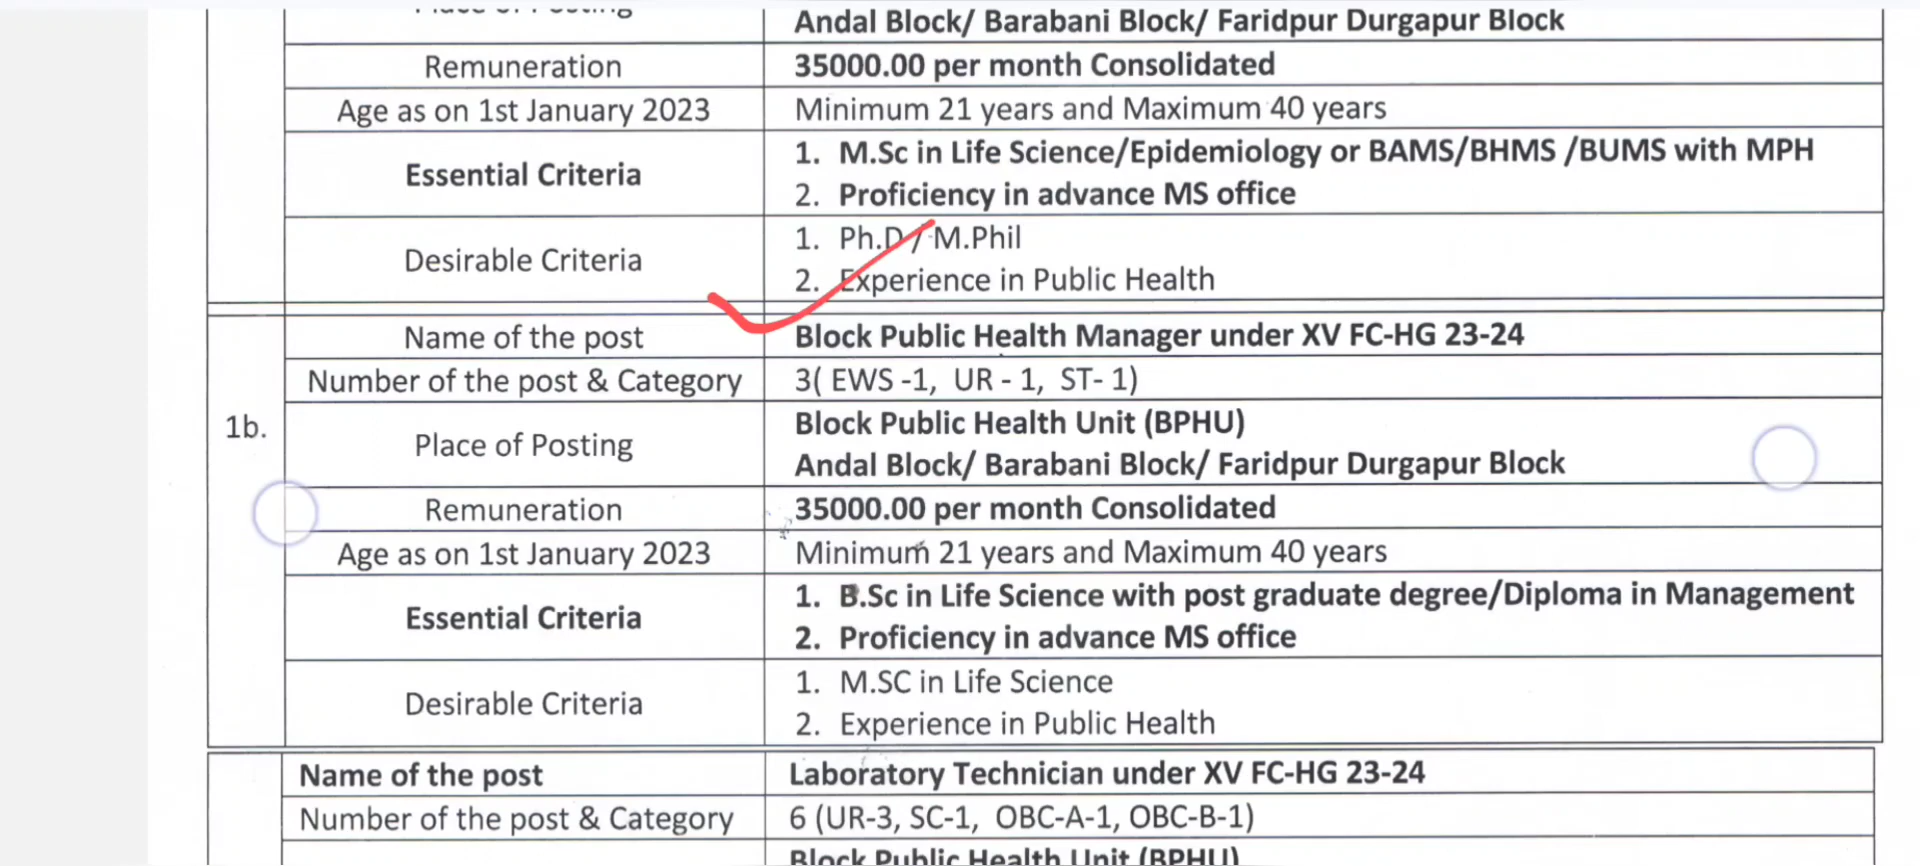 Place of Posting
Andal Block/ Barabani Block/ Faridpur Durgapur Block
Remuneration
35000.00 per month Consolidated
Age as on 1st January 2023
Minimum 21 years and Maximum 40 years
Essential Criteria
1. M.Sc in Life Science/Epidemiology or BAMS/BHMS /BUMS with MPH
2. Proficiency in advance MS office
Desirable Criteria
1. Ph.D / M.Phil
2. Experience in Public Health
1b.
Name of the post
Block Public Health Manager under XV FC-HG 23-24
Number of the post & Category
3( EWS -1, UR - 1, ST- 1)
Place of Posting
Block Public Health Unit (BPHU)
Andal Block/ Barabani Block/ Faridpur Durgapur Block
Remuneration
35000.00 per month Consolidated
Age as on 1st January 2023
Minimum 21 years and Maximum 40 years
Essential Criteria
1. B.Sc in Life Science with post graduate degree/Diploma in Management
2. Proficiency in advance MS office
Desirable Criteria
1. M.SC in Life Science
2. Experience in Public Health
Name of the post
Laboratory Technician under XV FC-HG 23-24
Number of the post & Category
6 (UR-3, SC-1, OBC-A-1, OBC-B-1)
Block Public Health Unit (BPHU)